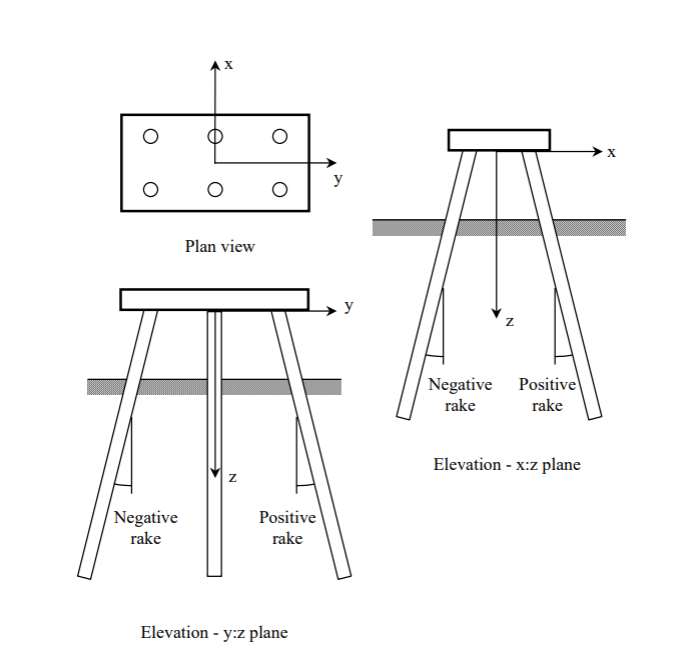 x
y
Plan view
x
z
Negative rake
Positive rake
Elevation - x:z plane
y
z
Negative rake
Positive rake
Elevation - y:z plane